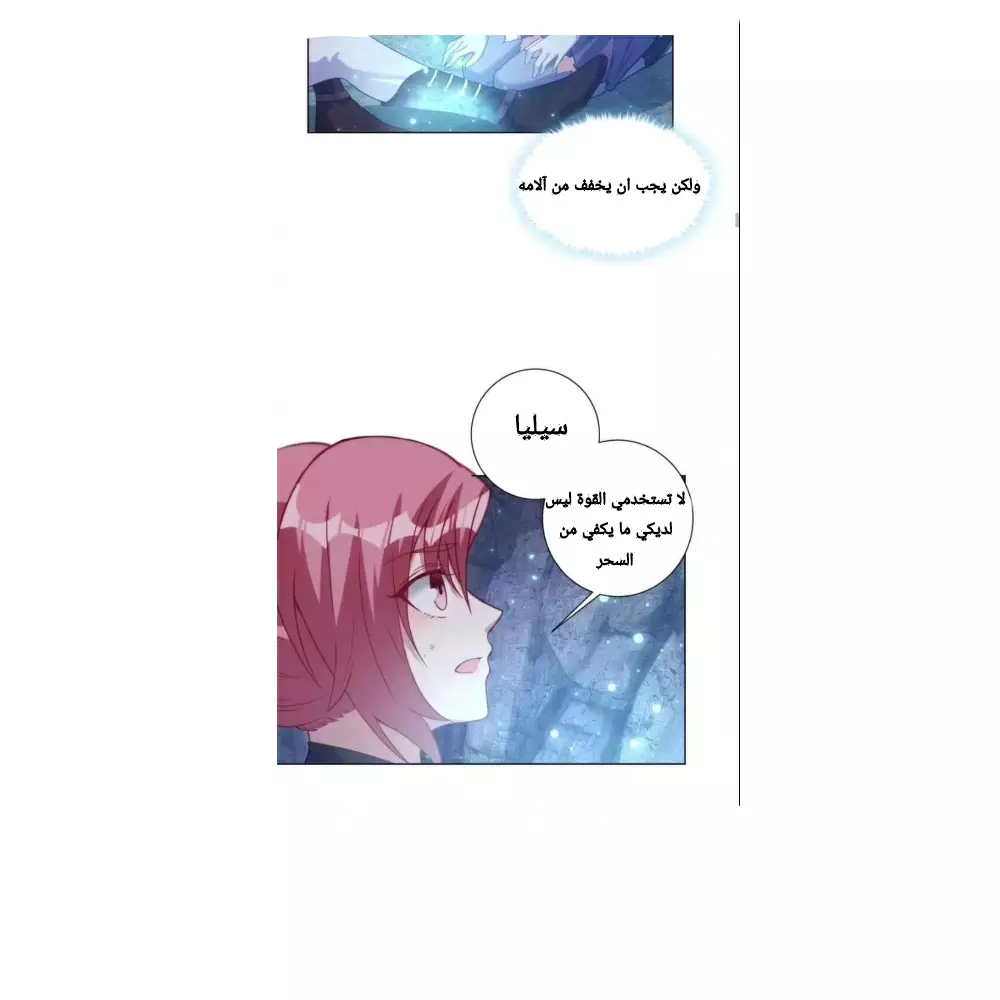 ولكن يجب ان يخفف من آلامه
سيليا
لا تستخدمي القوة ليس
لديكي ما يكفي من
السحر